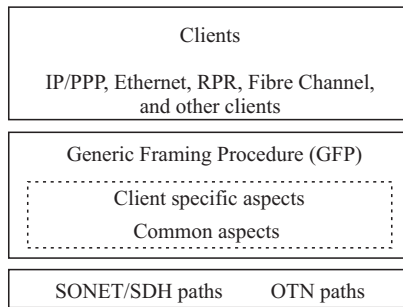 Clients
IP/PPP, Ethernet, RPR, Fibre Channel,
and other clients
Generic Framing Procedure (GFP)
Client specific aspects
Common aspects
SONET/SDH paths OTN paths